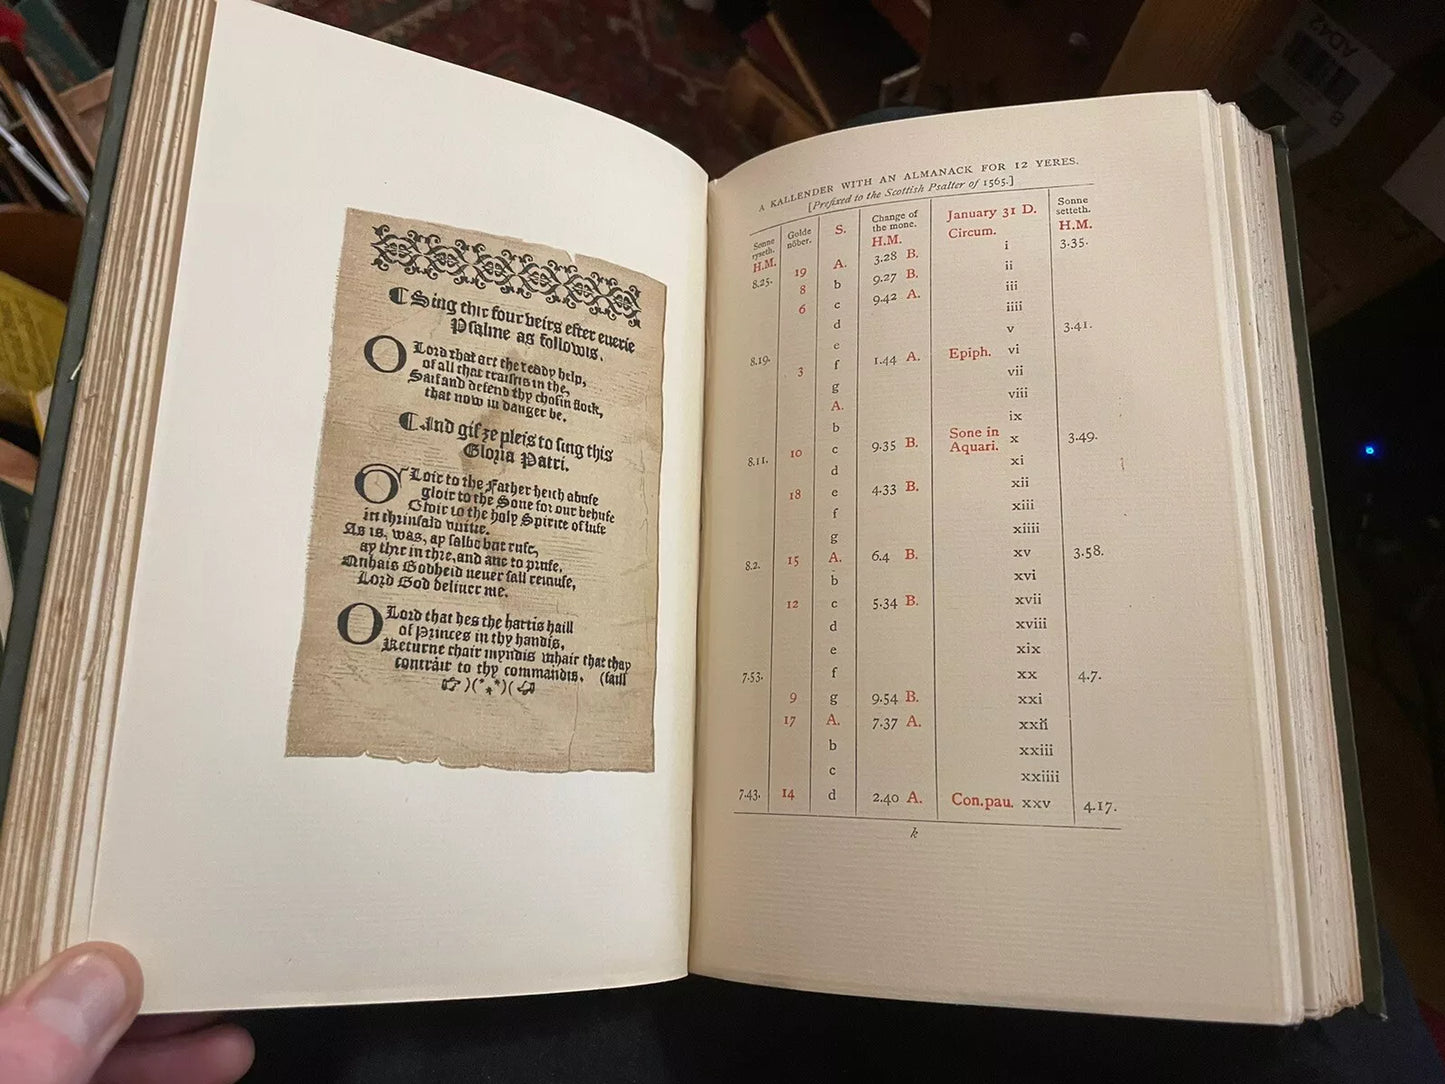 ¶ Sing thir four veirs efter euerie
Psalme as followis.
O Lord that art the reddy help,
of all that traistis in the,
Saif and defend thy chosin flock,
that now in danger be.
¶ And gif ze pleis to sing this
Gloria Patri.
O Loir to the Father heich abufe
gloir to the Sone for our behufe
Gloir to the holy Spirite of lufe
in thrinfald vnitie.
As is, was, ay salbe but rufe,
ay thre in thre, and ane to prufe,
Quhais Godheid neuer sall remufe,
Lord God deliuer me.
O Lord that hes the hartis haill
of Princes in thy handis,
Returne thair myndis quhair that thay
contrair to thy commandis. (faill
☞ )(*⁎*)( ☜
A KALLENDER WITH AN ALMANACK FOR 12 YERES.
[Prefixed to the Scottish Psalter of 1565.]
Sonne ryseth. Golde nōber. S. Change of the mone. January 31 D. Sonne setteth.
H.M. H.M. Circum. H.M.
8.25. 19 A. 3.28 B. i 3.35.
8 b 9.27 B. ii
6 c 9.42 A. iii
d iiii
8.19. e v 3.41.
3 f 1.44 A. Epiph. vi
g vii
A. viii
b ix
8.11. 10 c 9.35 B. Sone in Aquari. x 3.49.
d xi
18 e 4.33 B. xii
f xiii
g xiiii
8.2. 15 A. 6.4 B. xv 3.58.
b xvi
12 c 5.34 B. xvii
d xviii
e xix
7.53. f xx 4.7.
9 g 9.54 B. xxi
17 A. 7.37 A. xxii
b xxiii
c xxiiii
7.43. 14 d 2.40 A. Con.pau. xxv 4.17.
k
AD42
8